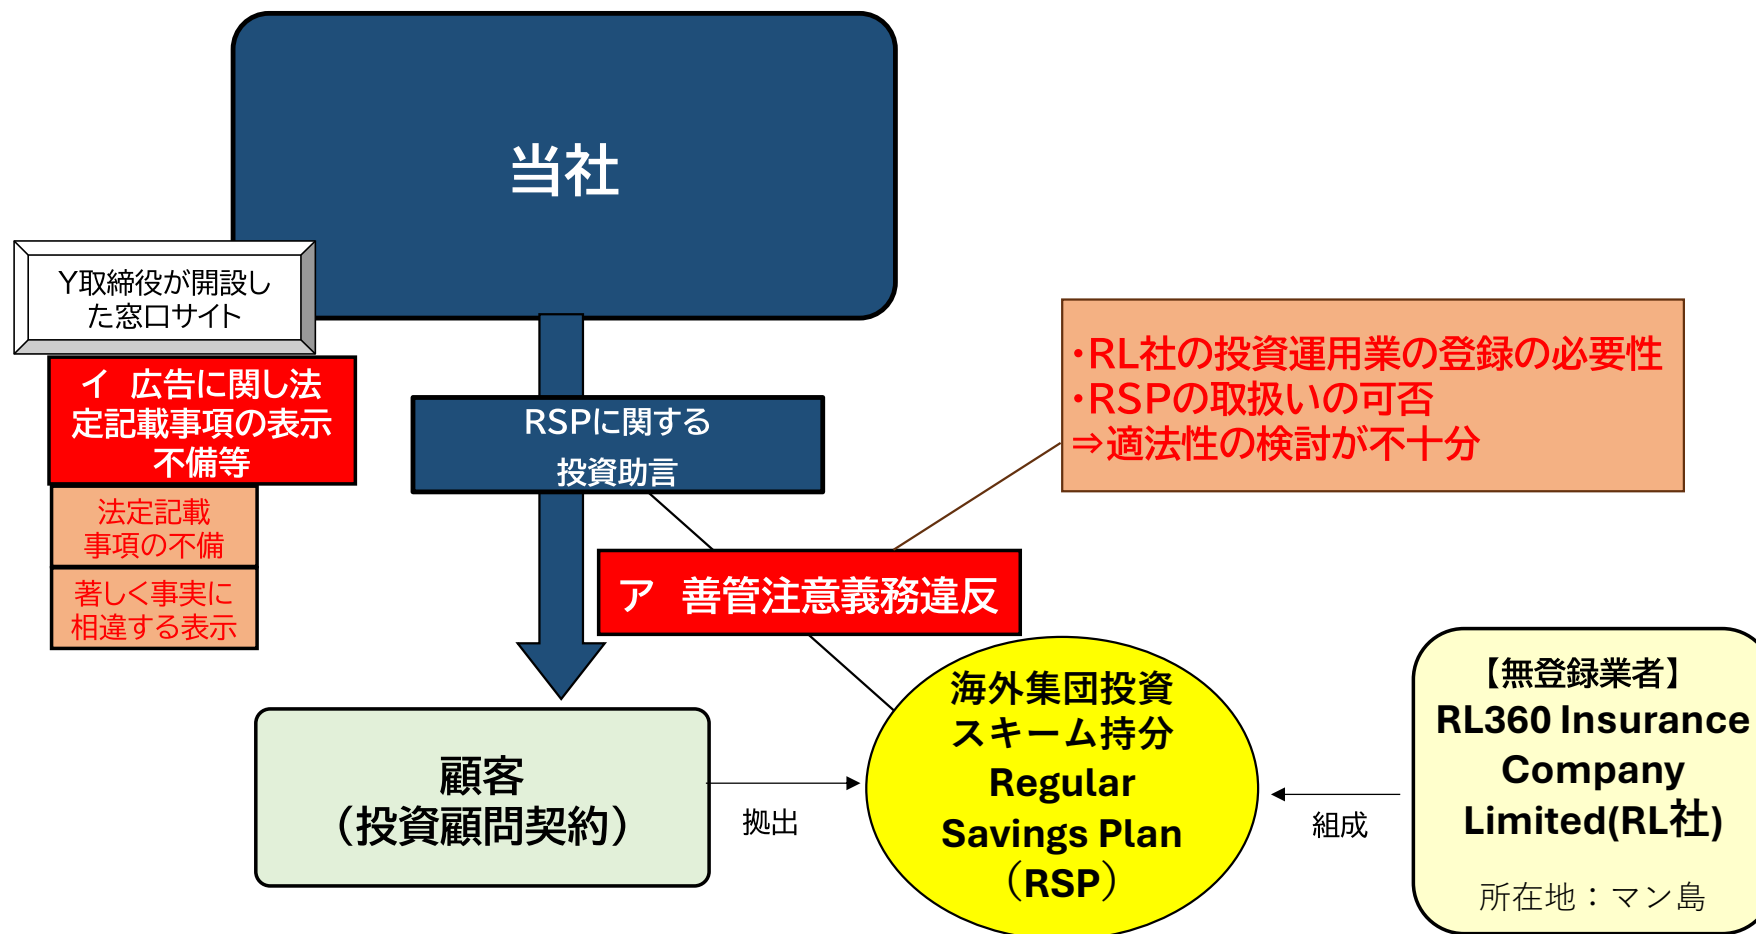 当社
Y取締役が開設し
た窓口サイト
イ　広告に関し法
定記載事項の表示
不備等
法定記載
事項の不備
著しく事実に
相違する表示
RSPに関する
投資助言
・RL社の投資運用業の登録の必要性
・RSPの取扱いの可否
⇒適法性の検討が不十分
ア　善管注意義務違反
顧客
（投資顧問契約）
拠出
海外集団投資
スキーム持分
Regular
Savings Plan
（RSP）
組成
【無登録業者】
RL360 Insurance
Company
Limited(RL社)
所在地：マン島